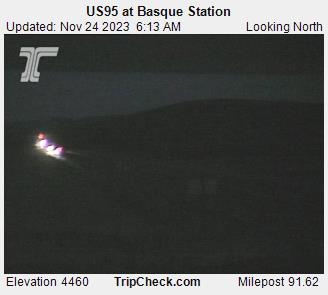 US95 at Basque Station
Updated: Nov 24 2023 6:13 AM Looking North
Elevation 4460 TripCheck.com Milepost 91.62